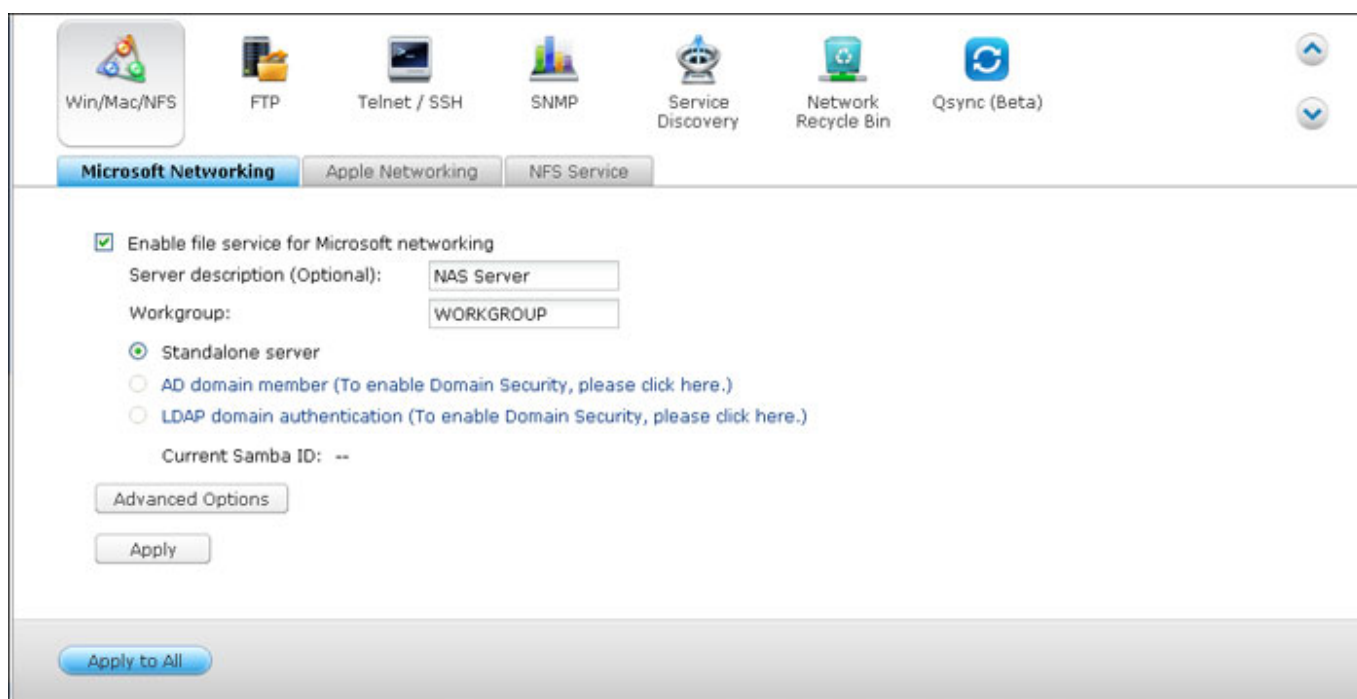 Win/Mac/NFS
FTP
Telnet / SSH
SNMP
Service
Discovery
Network
Recycle Bin
Qsync (Beta)
Microsoft Networking
Apple Networking
NFS Service
Enable file service for Microsoft networking
Server description (Optional): NAS Server
Workgroup: WORKGROUP
Standalone server
AD domain member (To enable Domain Security, please click here.)
LDAP domain authentication (To enable Domain Security, please click here.)
Current Samba ID: --
Advanced Options
Apply
Apply to All